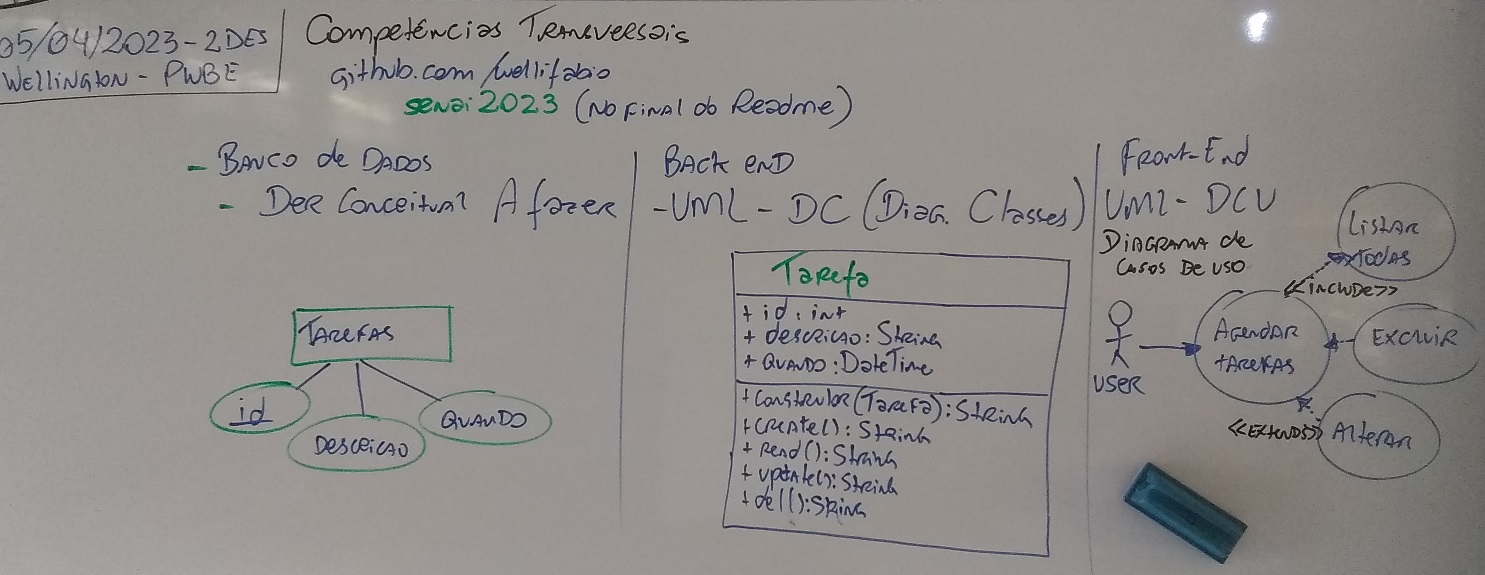 05/04/2023-2DES
WELLINGTON - PWBE
Competências Transversais
github.com/wellifabio
senai2023 (No Final do Readme)
- Banco de Dados
- Der Conceitual A fazer
TAREFAS
id
DESCRICAO
QUANDO
BACK END
-UML - DC (Diag. Classes)
Tarefa
+ id: int
+ descricao: String
+ QUANDO: DateTime
+ Construtor(Tarefa): String
+ Create(): String
+ Read(): String
+ Update(): String
+ del(): String
Front-End
UML - DCU
DIAGRAMA de
CASOS DE USO
LISTAR
TODAS
<<INCLUDE>>
USER
AGENDAR
TAREFAS
EXCLUIR
<<EXTENDS>>
Alterar